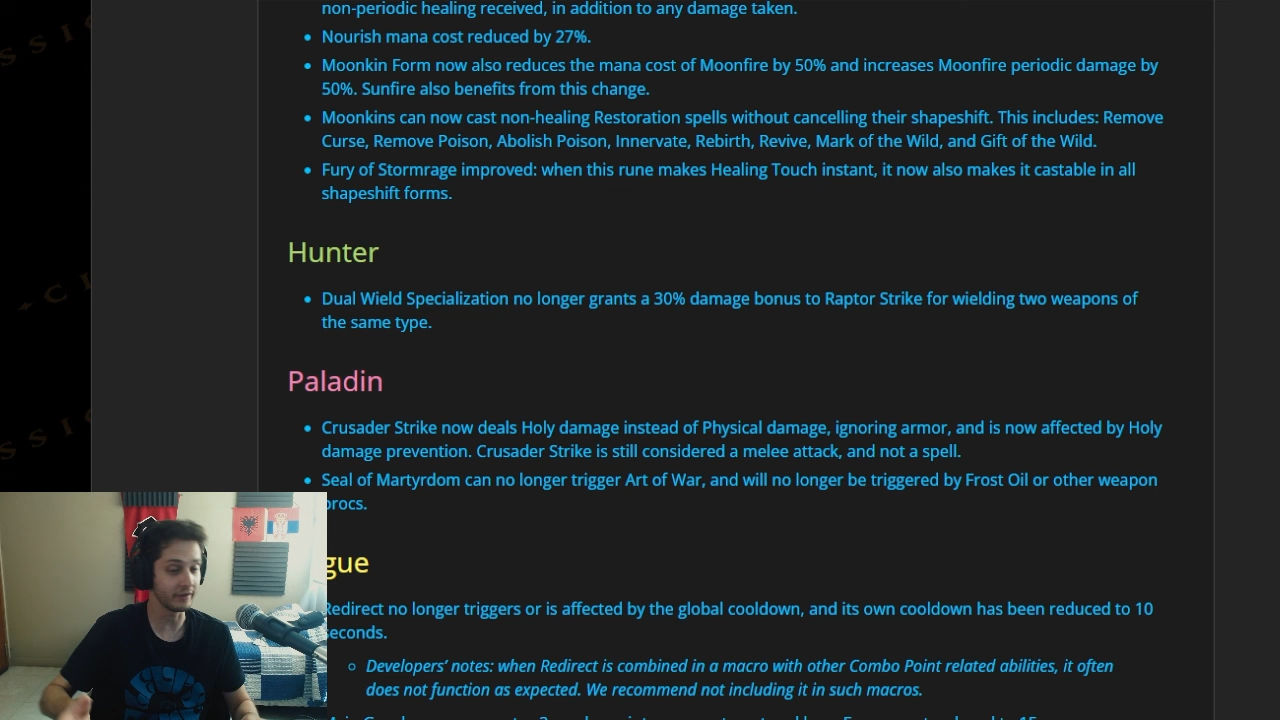 non-periodic healing received, in addition to any damage taken.
Nourish mana cost reduced by 27%.
Moonkin Form now also reduces the mana cost of Moonfire by 50% and increases Moonfire periodic damage by
50%. Sunfire also benefits from this change.
Moonkins can now cast non-healing Restoration spells without cancelling their shapeshift. This includes: Remove
Curse, Remove Poison, Abolish Poison, Innervate, Rebirth, Revive, Mark of the Wild, and Gift of the Wild.
Fury of Stormrage improved: when this rune makes Healing Touch instant, it now also makes it castable in all
shapeshift forms.
Hunter
Dual Wield Specialization no longer grants a 30% damage bonus to Raptor Strike for wielding two weapons of
the same type.
Paladin
Crusader Strike now deals Holy damage instead of Physical damage, ignoring armor, and is now affected by Holy
damage prevention. Crusader Strike is still considered a melee attack, and not a spell.
Seal of Martyrdom can no longer trigger Art of War, and will no longer be triggered by Frost Oil or other weapon
procs.
gue
Redirect no longer triggers or is affected by the global cooldown, and its own cooldown has been reduced to 10
seconds.
Developers' notes: when Redirect is combined in a macro with other Combo Point related abilities, it often
does not function as expected. We recommend not including it in such macros.